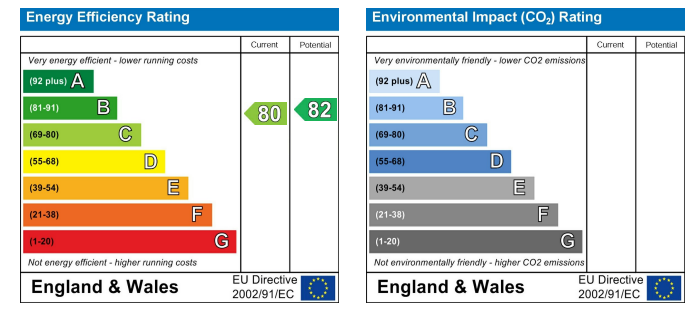 Energy Efficiency Rating
Current Potential
Very energy efficient - lower running costs
(92 plus) A
(81-91) B
(69-80) C
(55-68) D
(39-54) E
(21-38) F
(1-20) G
80
82
Not energy efficient - higher running costs
England & Wales
EU Directive
2002/91/EC
Environmental Impact (CO2) Rating
Current Potential
Very environmentally friendly - lower CO2 emissions
(92 plus) A
(81-91) B
(69-80) C
(55-68) D
(39-54) E
(21-38) F
(1-20) G
Not environmentally friendly - higher CO2 emissions
England & Wales
EU Directive
2002/91/EC